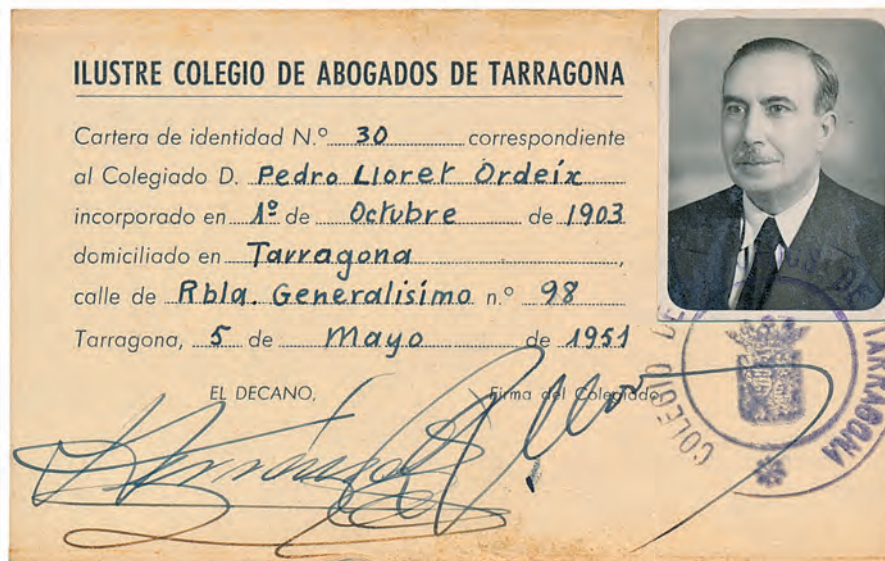 ILUSTRE COLEGIO DE ABOGADOS DE TARRAGONA
Cartera de identidad N.º 30 correspondiente
al Colegiado D. Pedro Lloret Ordeix
incorporado en 1º de Octubre de 1903
domiciliado en Tarragona,
calle de Rbla. Generalísimo n.º 98
Tarragona, 5 de Mayo de 1951
EL DECANO, Firma del Colegiado,
COLEGIO DE TARRAGONA